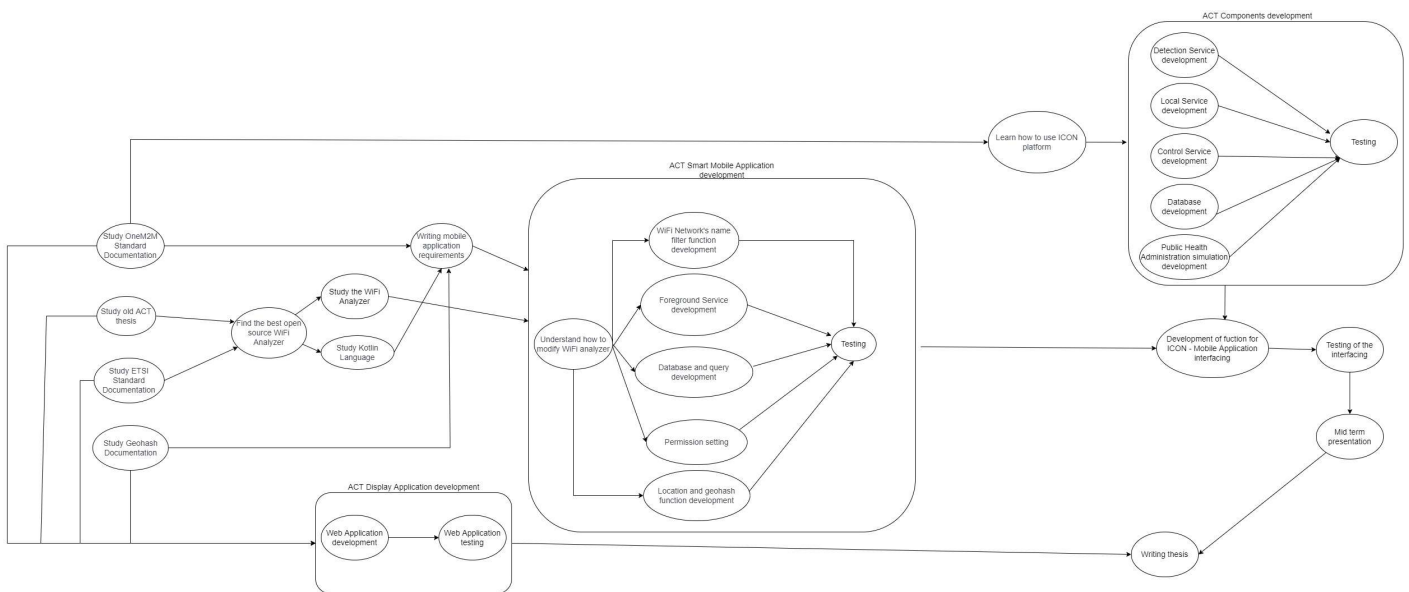 ACT Components development
Detection Service
development
Local Service
development
Control Service
development
Database
development
Public Health
Administration simulation
development
Testing
Learn how to use ICON
platform
ACT Smart Mobile Application
development
WiFi Network's name
filter function
development
Foreground Service
development
Database and query
development
Permission setting
Location and geohash
function development
Understand how to
modify WiFi analyzer
Testing
Study OneM2M
Standard
Documentation
Writing mobile
application
requirements
Study old ACT
thesis
Find the best open
source WiFi
Analyzer
Study the WiFi
Analyzer
Study Kotlin
Language
Study ETSI
Standard
Documentation
Study Geohash
Documentation
ACT Display Application development
Web Application
development
Web Application
testing
Development of fuction for
ICON - Mobile Application
interfacing
Testing of the
interfacing
Mid term
presentation
Writing thesis